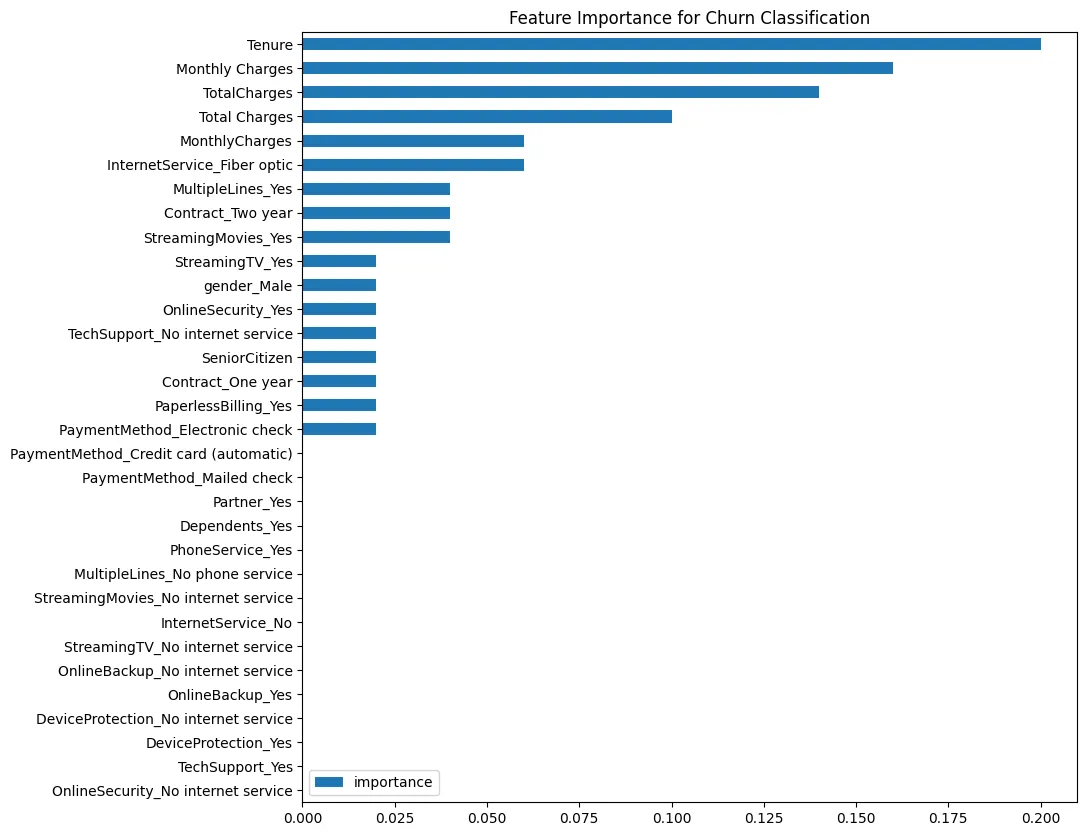 Feature Importance for Churn Classification
Tenure
Monthly Charges
TotalCharges
Total Charges
MonthlyCharges
InternetService_Fiber optic
MultipleLines_Yes
Contract_Two year
StreamingMovies_Yes
StreamingTV_Yes
gender_Male
OnlineSecurity_Yes
TechSupport_No internet service
SeniorCitizen
Contract_One year
PaperlessBilling_Yes
PaymentMethod_Electronic check
PaymentMethod_Credit card (automatic)
PaymentMethod_Mailed check
Partner_Yes
Dependents_Yes
PhoneService_Yes
MultipleLines_No phone service
StreamingMovies_No internet service
InternetService_No
StreamingTV_No internet service
OnlineBackup_No internet service
OnlineBackup_Yes
DeviceProtection_No internet service
DeviceProtection_Yes
TechSupport_Yes
OnlineSecurity_No internet service
importance
0.000 0.025 0.050 0.075 0.100 0.125 0.150 0.175 0.200